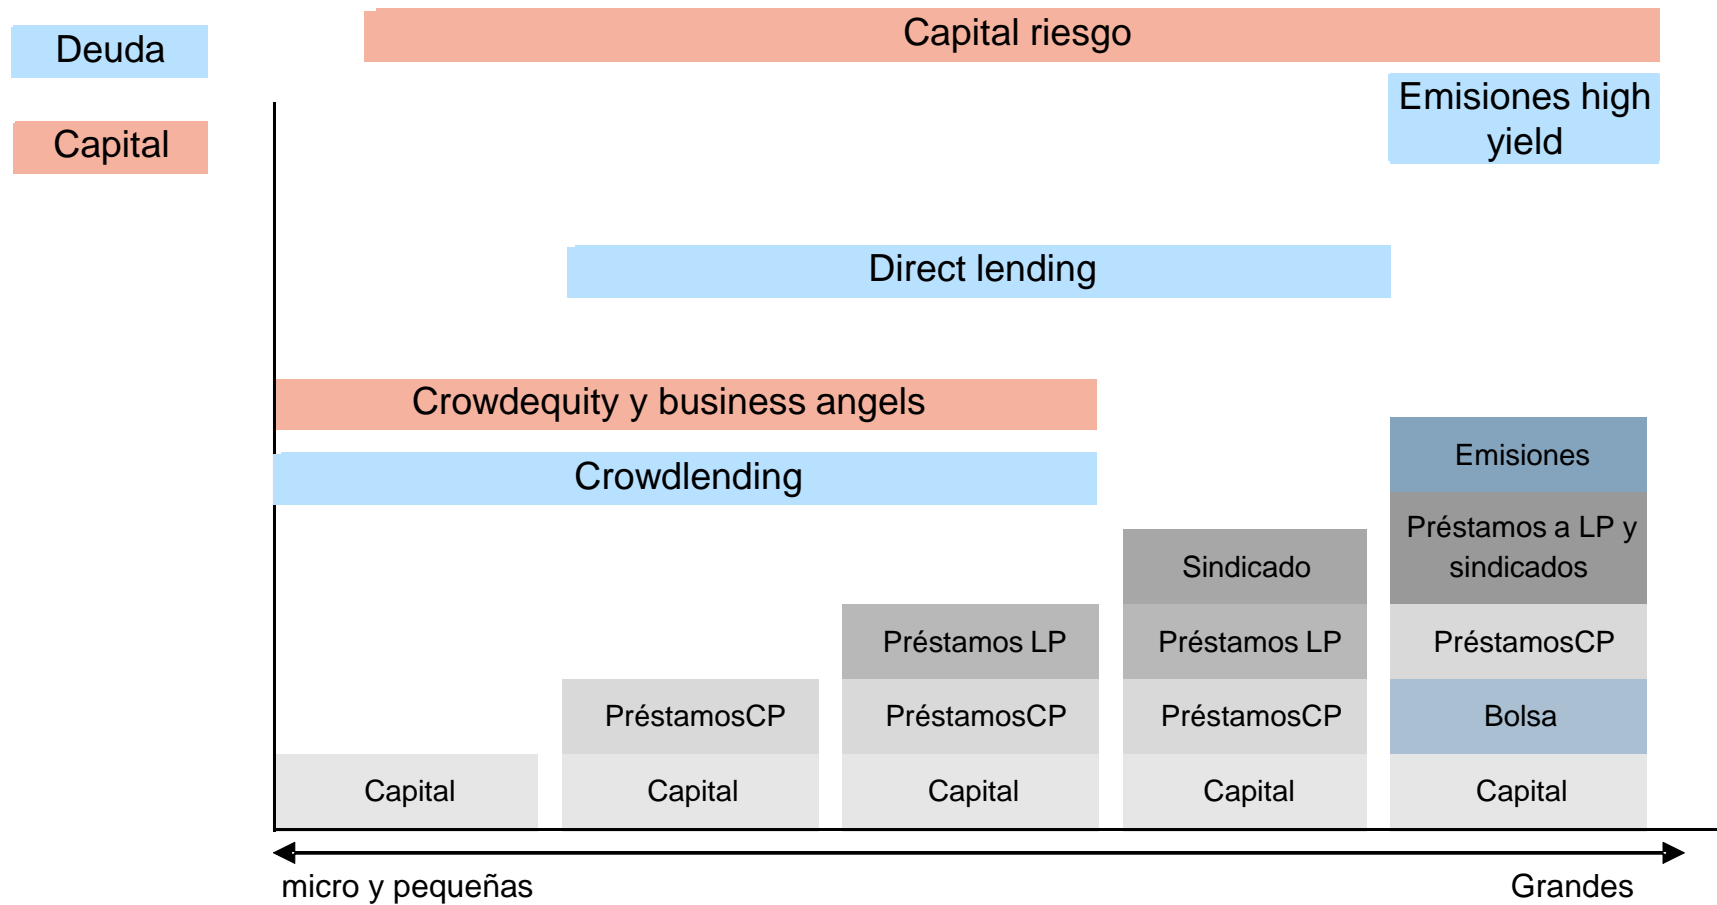 Capital riesgo
Deuda
Emisiones high
yield
Capital
Direct lending
Crowdequity y business angels
Crowdlending
Emisiones
Préstamos a LP y
sindicados
Sindicado
Préstamos LP
Préstamos LP
PréstamosCP
PréstamosCP
PréstamosCP
PréstamosCP
Bolsa
Capital
Capital
Capital
Capital
Capital
micro y pequeñas
Grandes